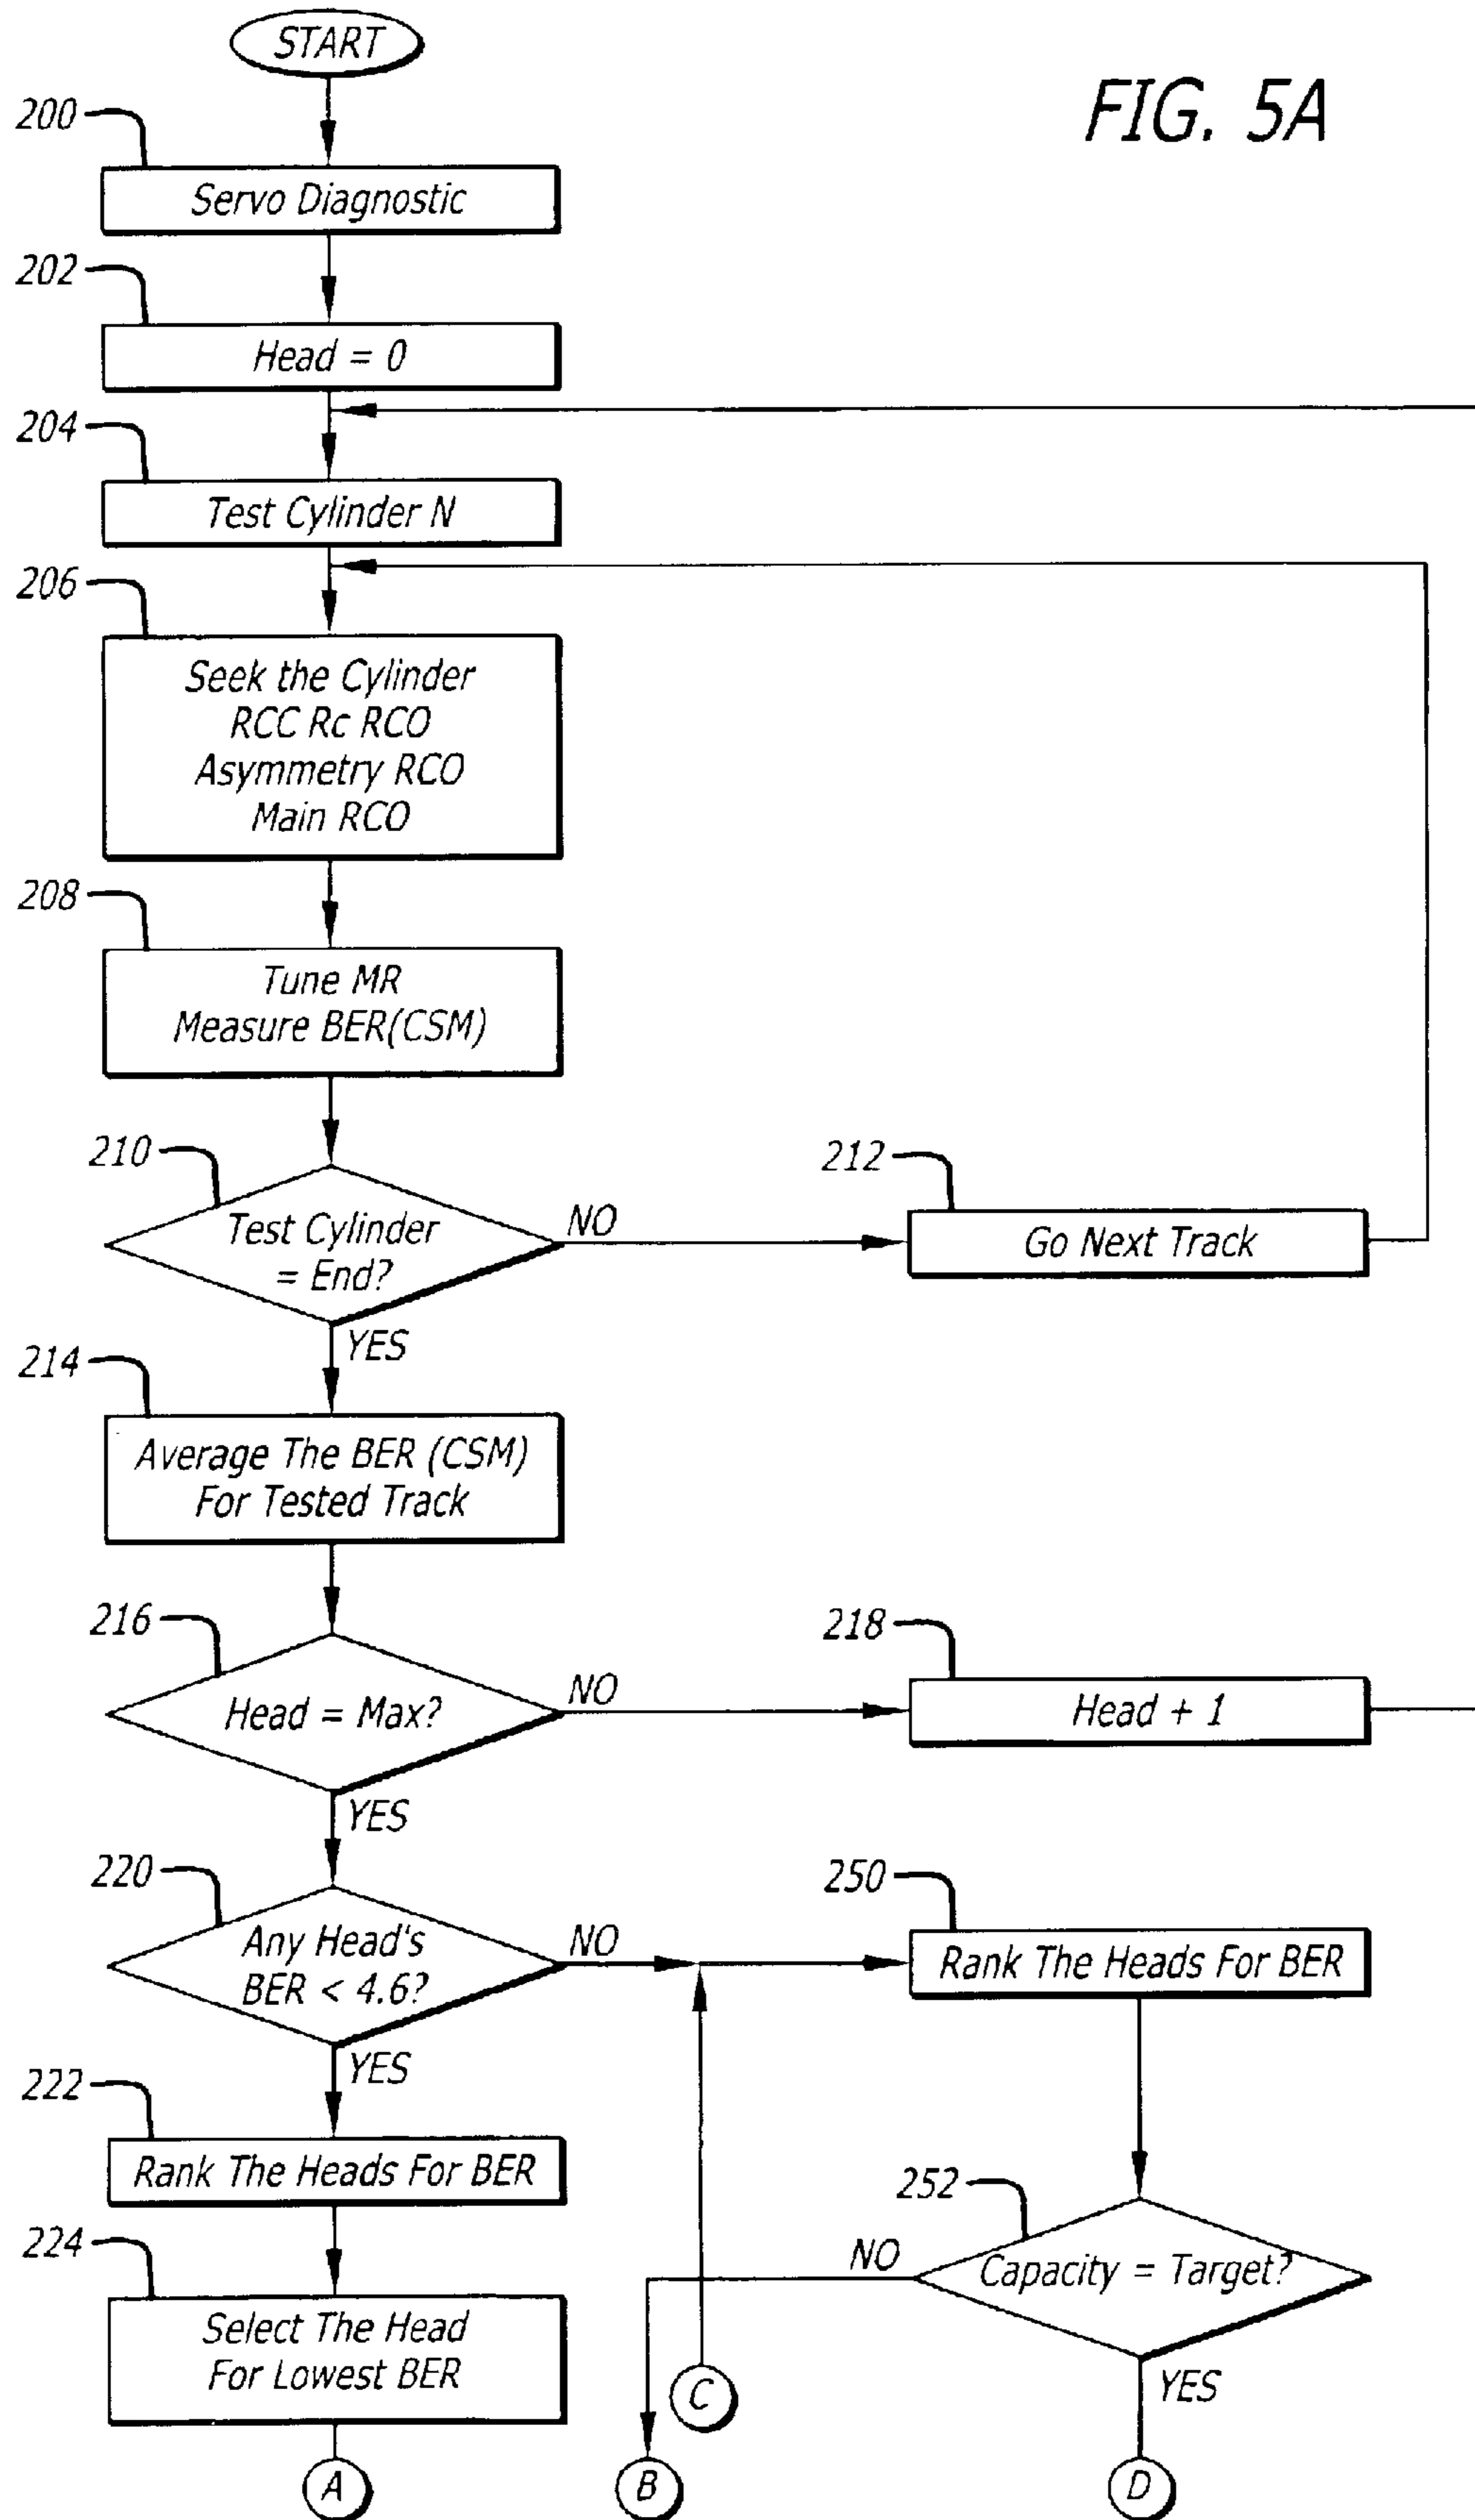 START
FIG. 5A
200
Servo Diagnostic
202
Head = 0
204
Test Cylinder N
206
Seek the Cylinder
RCC Rc RCO
Asymmetry RCO
Main RCO
208
Tune MR
Measure BER(CSM)
210
Test Cylinder
= End?
NO
212
Go Next Track
YES
214
Average The BER (CSM)
For Tested Track
216
Head = Max?
NO
218
Head + 1
YES
220
Any Head's
BER < 4.6?
NO
250
Rank The Heads For BER
YES
222
Rank The Heads For BER
252
Capacity = Target?
NO
YES
224
Select The Head
For Lowest BER
C
A
B
D